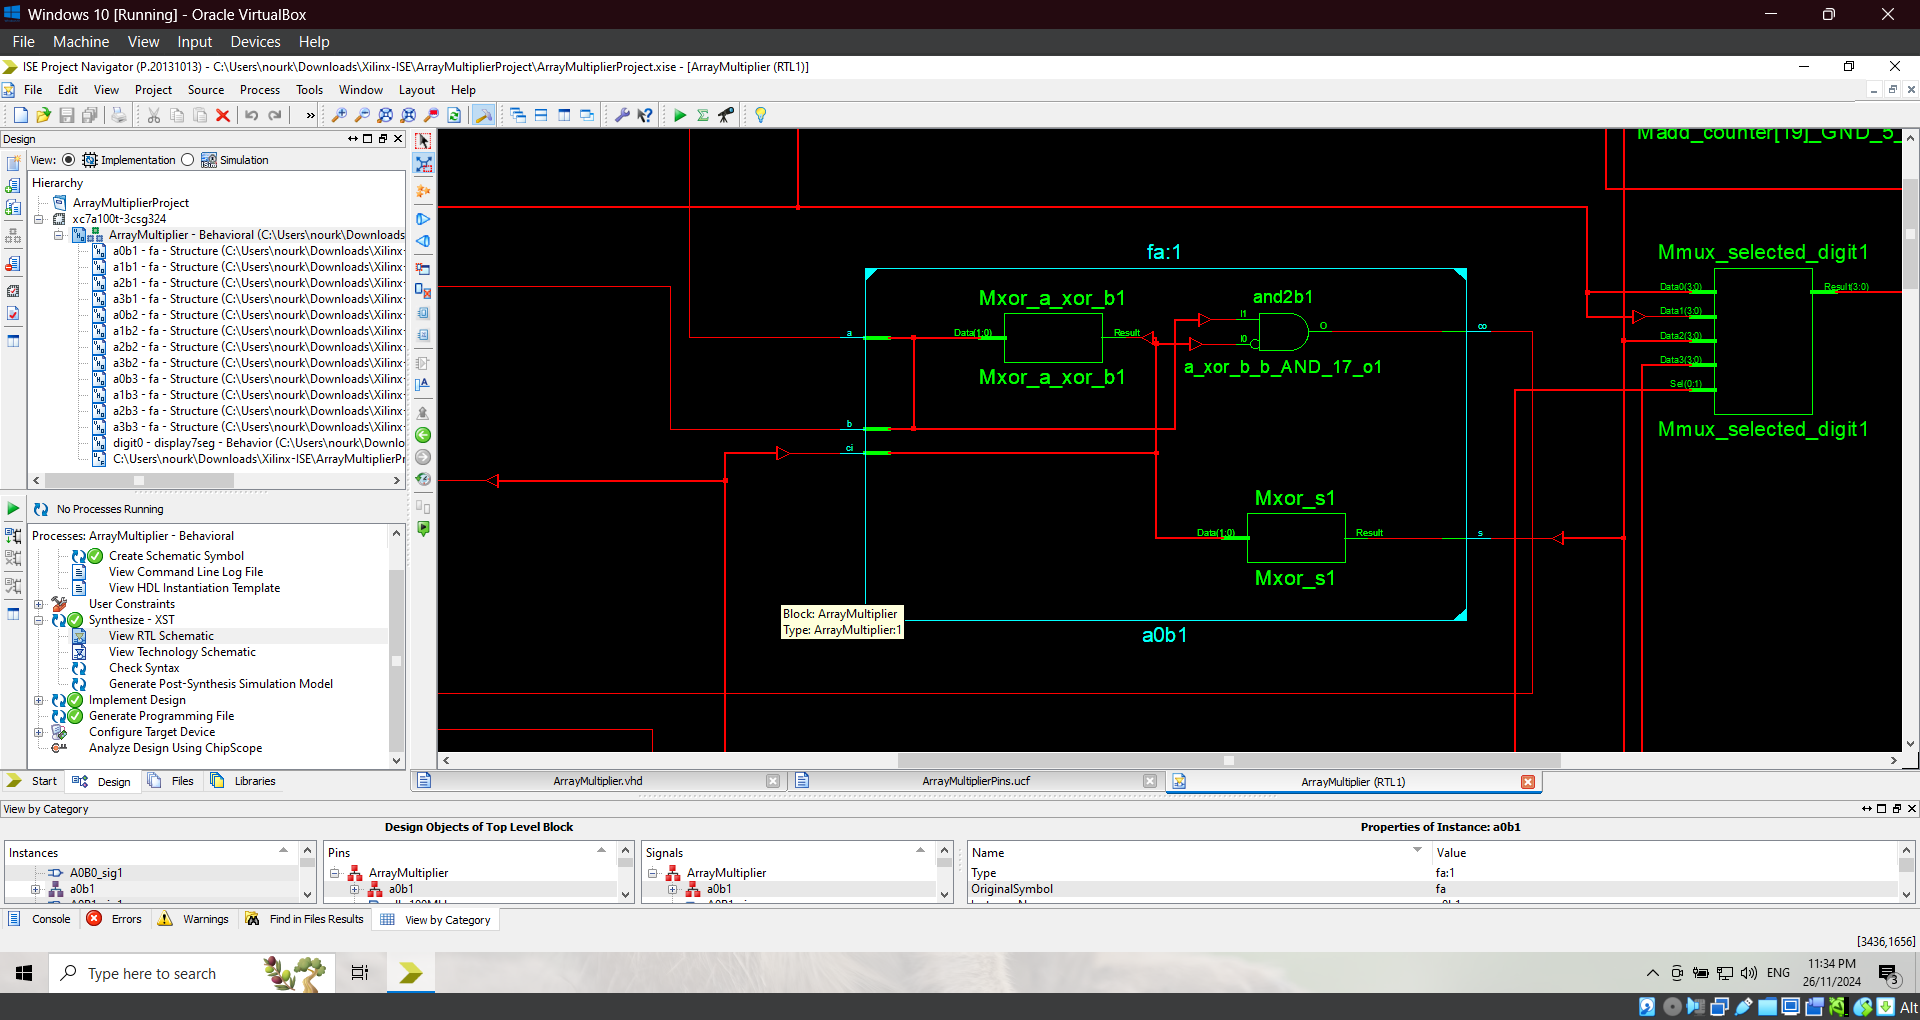 Windows 10 [Running] - Oracle VirtualBox
File Machine View Input Devices Help
ISE Project Navigator (P.20131013) - C:\Users\nourk\Downloads\Xilinx-ISE\ArrayMultiplierProject\ArrayMultiplierProject.xise - [ArrayMultiplier (RTL1)]
File Edit View Project Source Process Tools Window Layout Help
Design
View: Implementation Simulation
Hierarchy
ArrayMultiplierProject
xc7a100t-3csg324
ArrayMultiplier - Behavioral (C:\Users\nourk\Downloads
a0b1 - fa - Structure (C:\Users\nourk\Downloads\Xilinx-
a1b1 - fa - Structure (C:\Users\nourk\Downloads\Xilinx-
a2b1 - fa - Structure (C:\Users\nourk\Downloads\Xilinx-
a3b1 - fa - Structure (C:\Users\nourk\Downloads\Xilinx-
a0b2 - fa - Structure (C:\Users\nourk\Downloads\Xilinx-
a1b2 - fa - Structure (C:\Users\nourk\Downloads\Xilinx-
a2b2 - fa - Structure (C:\Users\nourk\Downloads\Xilinx-
a3b2 - fa - Structure (C:\Users\nourk\Downloads\Xilinx-
a0b3 - fa - Structure (C:\Users\nourk\Downloads\Xilinx-
a1b3 - fa - Structure (C:\Users\nourk\Downloads\Xilinx-
a2b3 - fa - Structure (C:\Users\nourk\Downloads\Xilinx-
a3b3 - fa - Structure (C:\Users\nourk\Downloads\Xilinx-
digit0 - display7seg - Behavior (C:\Users\nourk\Downlo
C:\Users\nourk\Downloads\Xilinx-ISE\ArrayMultiplierPr
No Processes Running
Processes: ArrayMultiplier - Behavioral
Create Schematic Symbol
View Command Line Log File
View HDL Instantiation Template
User Constraints
Synthesize - XST
View RTL Schematic
View Technology Schematic
Check Syntax
Generate Post-Synthesis Simulation Model
Implement Design
Generate Programming File
Configure Target Device
Analyze Design Using ChipScope
Start Design Files Libraries
Madd_counter[19]_GND_5_
fa:1
Mmux_selected_digit1
Mxor_a_xor_b1
and2b1
Data0(3:0)
Result(3:0)
Data1(3:0)
I1
O
a
Data(1:0)
Result
I0
co
Data2(3:0)
Data3(3:0)
Mxor_a_xor_b1
a_xor_b_b_AND_17_o1
Sel(0:1)
b
Mmux_selected_digit1
ci
Mxor_s1
Data(1:0)
Result
s
Mxor_s1
Block: ArrayMultiplier
Type: ArrayMultiplier:1
a0b1
ArrayMultiplier.vhd
ArrayMultiplierPins.ucf
ArrayMultiplier (RTL1)
View by Category
Design Objects of Top Level Block
Properties of Instance: a0b1
Instances
A0B0_sig1
a0b1
Pins
ArrayMultiplier
a0b1
Signals
ArrayMultiplier
a0b1
Name Value
Type fa:1
OriginalSymbol fa
Console Errors Warnings Find in Files Results View by Category
[3436,1656]
Type here to search
ENG
11:34 PM
26/11/2024
3
Alt